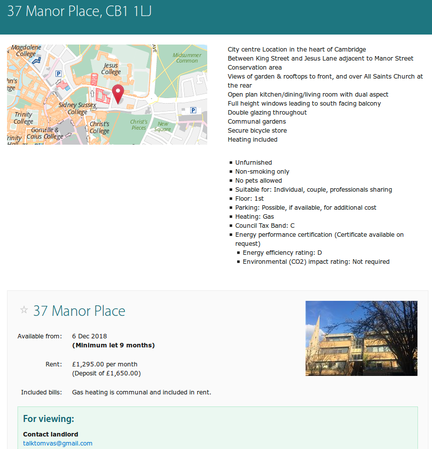 37 Manor Place, CB1 1LJ
Magdalene College
Jesus College
Midsummer Common
P
Sidney Sussex College
Trinity College
Gonville & Caius College
Christ's College
Christ's Pieces
New Square
P
Trinity Hall
City centre Location in the heart of Cambridge
Between King Street and Jesus Lane adjacent to Manor Street
Conservation area
Views of garden & rooftops to front, and over All Saints Church at
the rear
Open plan kitchen/dining/living room with dual aspect
Full height windows leading to south facing balcony
Double glazing throughout
Communal gardens
Secure bicycle store
Heating included
Unfurnished
Non-smoking only
No pets allowed
Suitable for: Individual, couple, professionals sharing
Floor: 1st
Parking: Possible, if available, for additional cost
Heating: Gas
Council Tax Band: C
Energy performance certification (Certificate available on
request)
Energy efficiency rating: D
Environmental (CO2) impact rating: Not required
37 Manor Place
Available from: 6 Dec 2018
(Minimum let 9 months)
Rent: £1,295.00 per month
(Deposit of £1,650.00)
Included bills: Gas heating is communal and included in rent.
For viewing:
Contact landlord
talktomvas@gmail.com